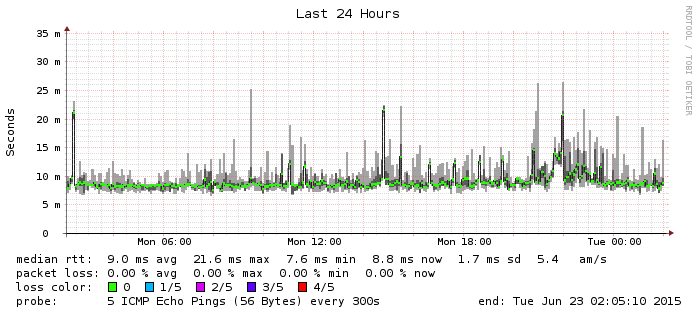 Last 24 Hours
RRDTOOL / TOBI OETIKER
Seconds
35 m
30 m
25 m
20 m
15 m
10 m
5 m
0
Mon 06:00 Mon 12:00 Mon 18:00 Tue 00:00
median rtt: 9.0 ms avg 21.6 ms max 7.6 ms min 8.8 ms now 1.7 ms sd 5.4 am/s
packet loss: 0.00 % avg 0.00 % max 0.00 % min 0.00 % now
loss color: 0 1/5 2/5 3/5 4/5
probe: 5 ICMP Echo Pings (56 Bytes) every 300s end: Tue Jun 23 02:05:10 2015